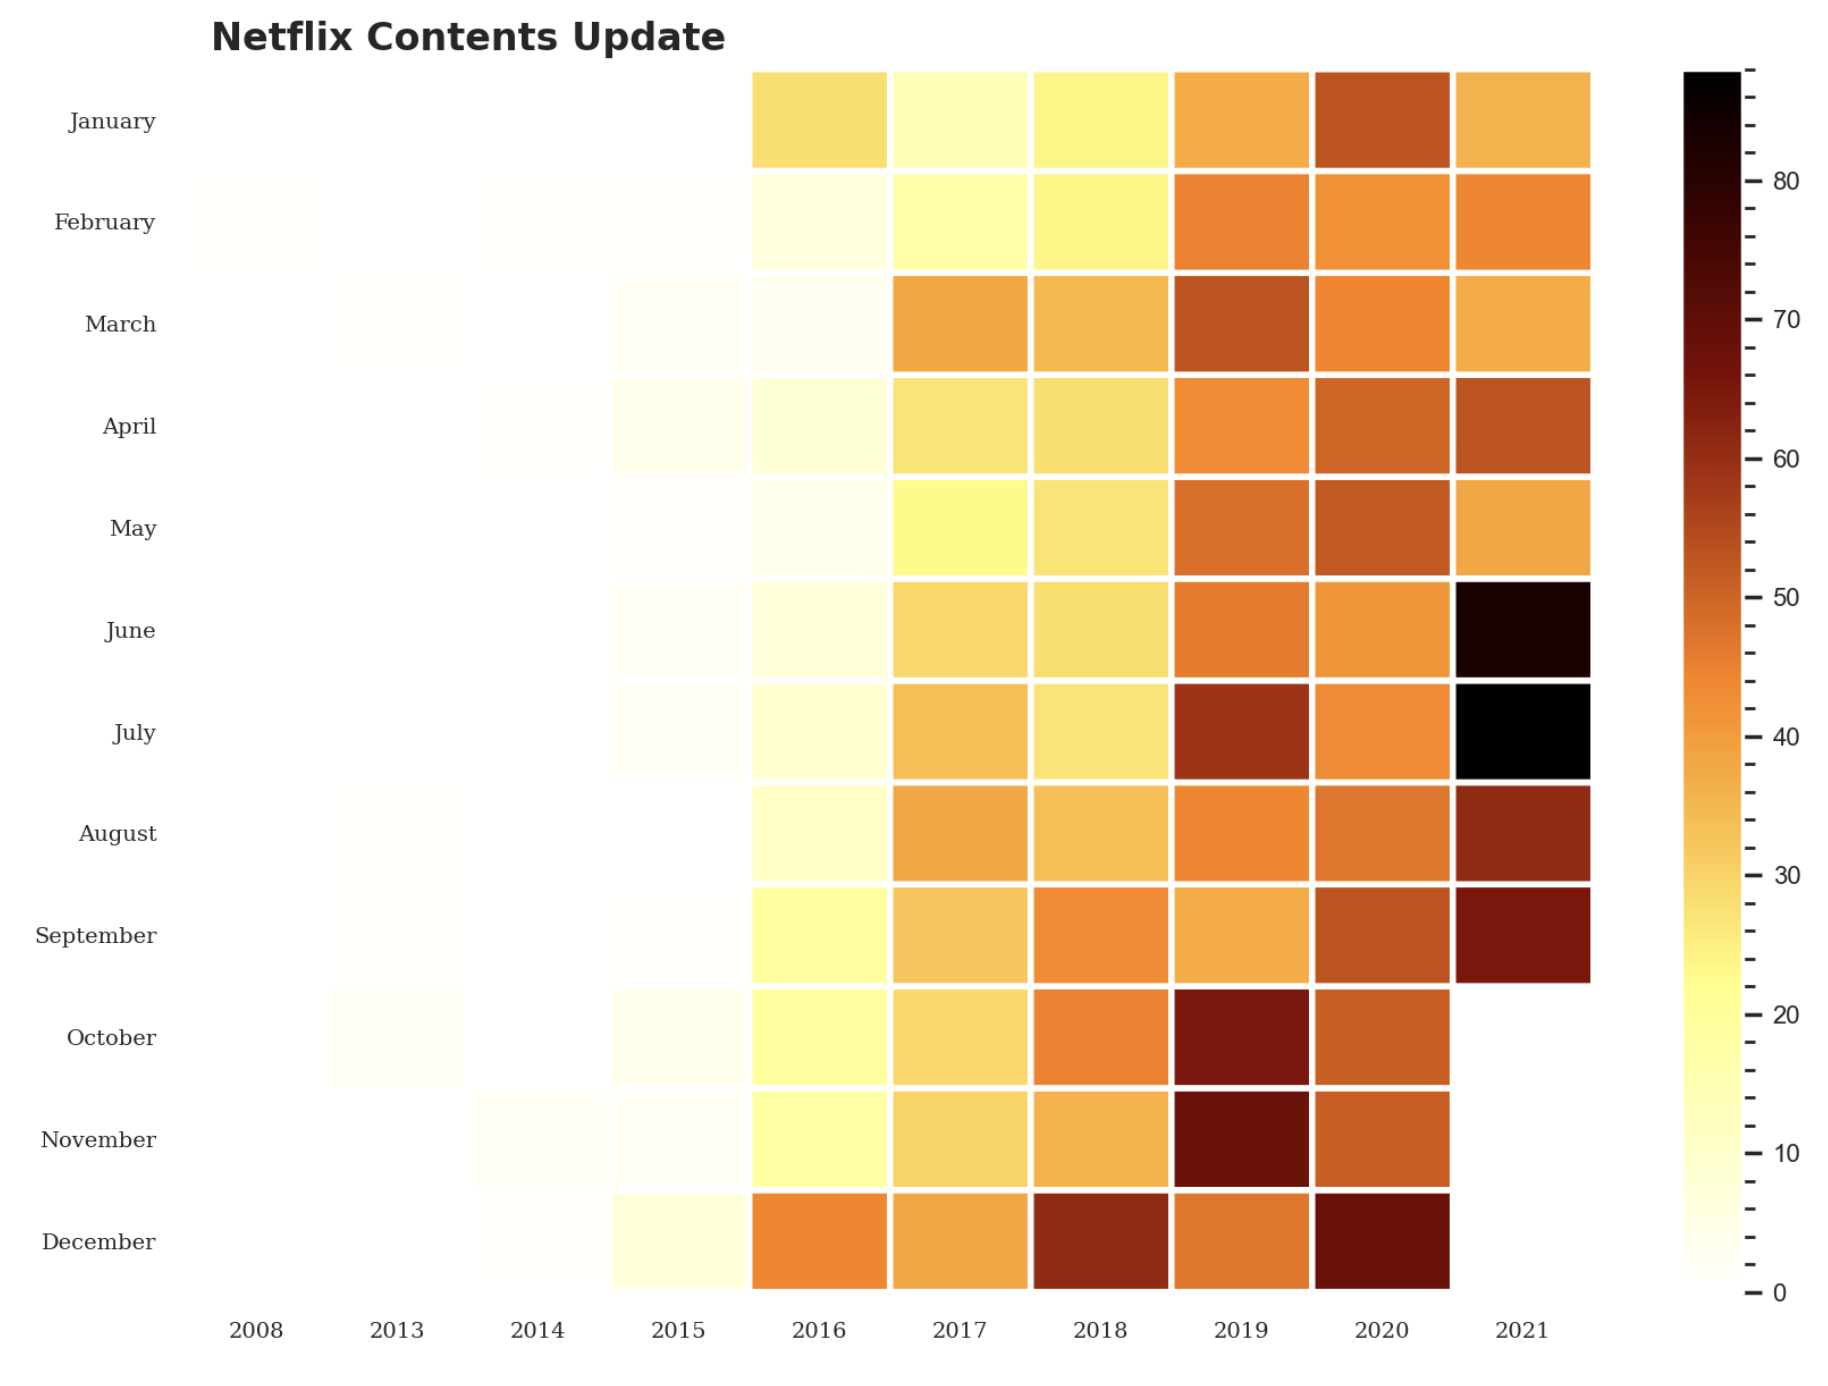 Netflix Contents Update
January
February
March
April
May
June
July
August
September
October
November
December
2008 2013 2014 2015 2016 2017 2018 2019 2020 2021
80
70
60
50
40
30
20
10
0